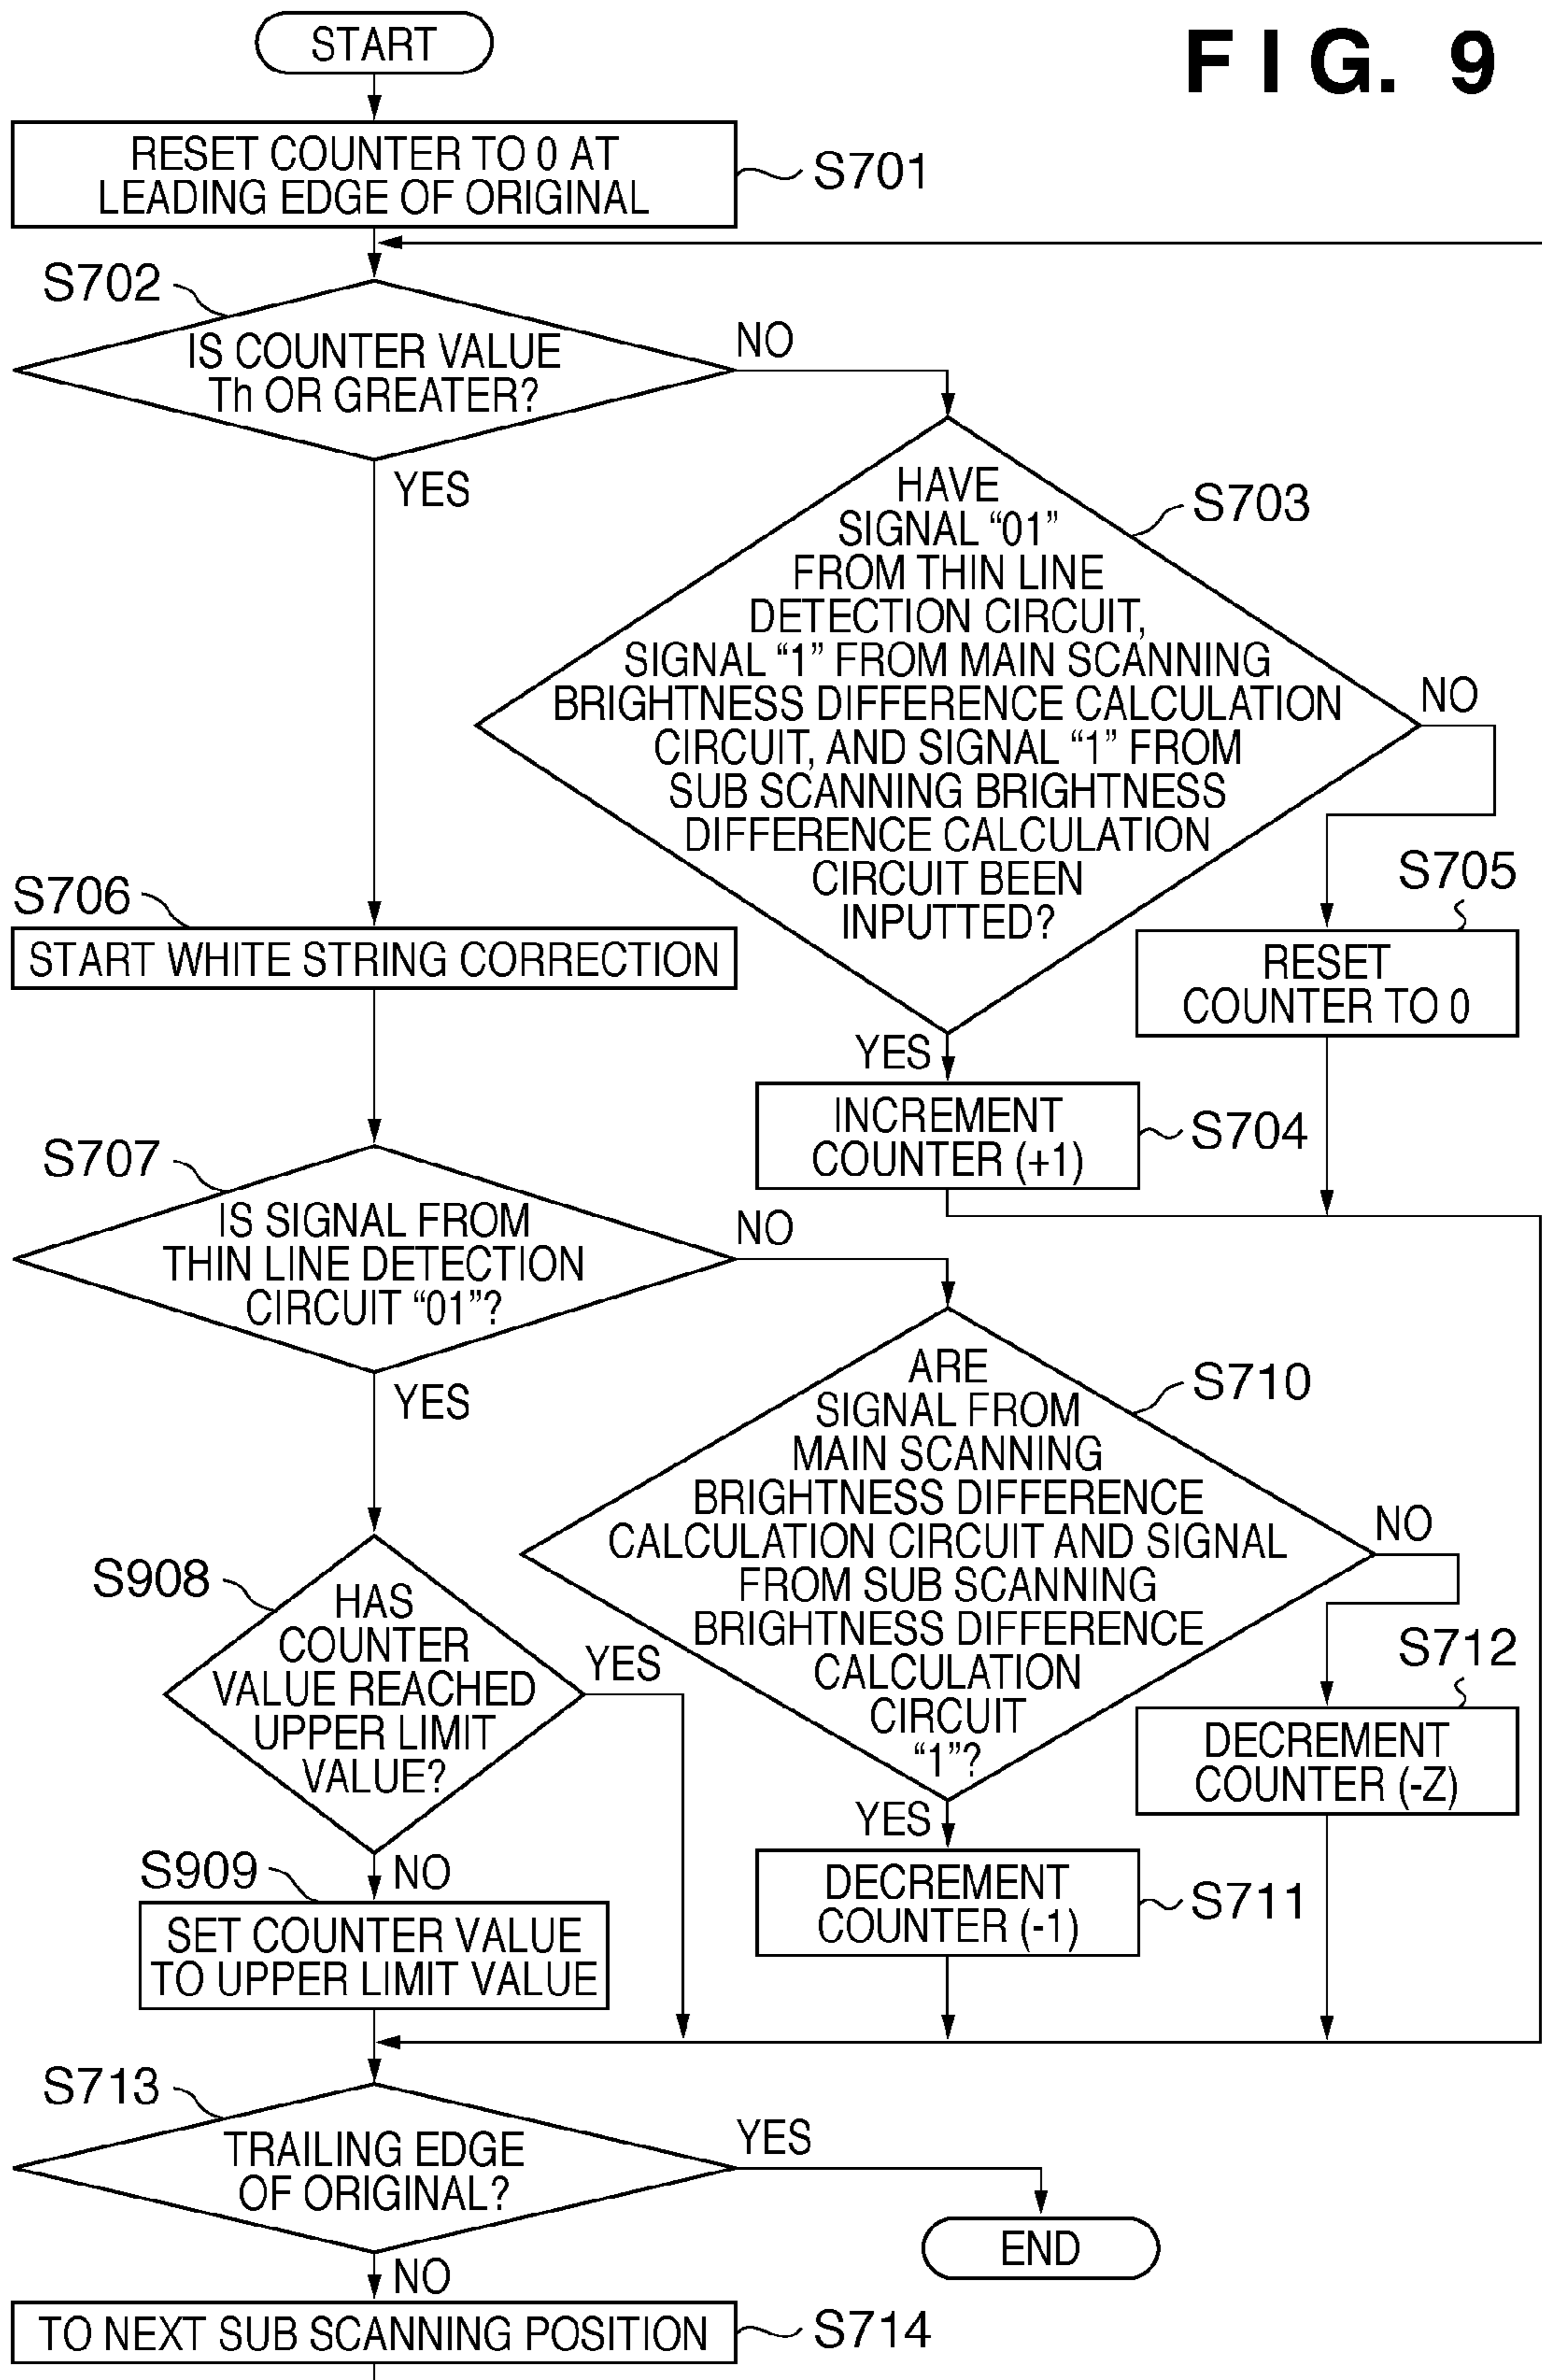 FIG. 9
START
RESET COUNTER TO 0 AT
LEADING EDGE OF ORIGINAL
S701
S702
IS COUNTER VALUE
Th OR GREATER?
NO
YES
HAVE
SIGNAL “01”
FROM THIN LINE
DETECTION CIRCUIT,
SIGNAL “1” FROM MAIN SCANNING
BRIGHTNESS DIFFERENCE CALCULATION
CIRCUIT, AND SIGNAL “1” FROM
SUB SCANNING BRIGHTNESS
DIFFERENCE CALCULATION
CIRCUIT BEEN
INPUTTED?
S703
NO
S705
RESET
COUNTER TO 0
YES
INCREMENT
COUNTER (+1)
S704
S706
START WHITE STRING CORRECTION
S707
IS SIGNAL FROM
THIN LINE DETECTION
CIRCUIT “01”?
NO
YES
ARE
SIGNAL FROM
MAIN SCANNING
BRIGHTNESS DIFFERENCE
CALCULATION CIRCUIT AND SIGNAL
FROM SUB SCANNING
BRIGHTNESS DIFFERENCE
CALCULATION
CIRCUIT
“1”?
S710
NO
S712
DECREMENT
COUNTER (-Z)
YES
DECREMENT
COUNTER (-1)
S711
S908
HAS
COUNTER
VALUE REACHED
UPPER LIMIT
VALUE?
YES
NO
S909
SET COUNTER VALUE
TO UPPER LIMIT VALUE
S713
TRAILING EDGE
OF ORIGINAL?
YES
END
NO
TO NEXT SUB SCANNING POSITION
S714